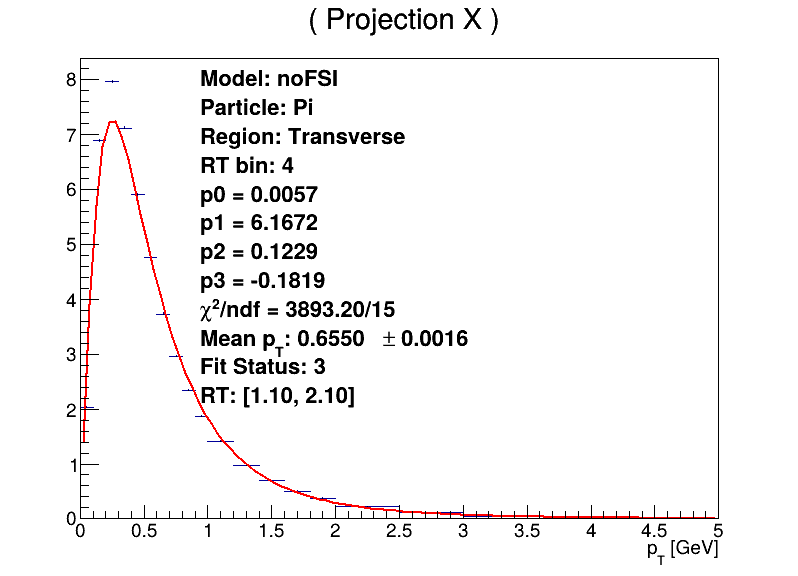 ( Projection X )
Model: noFSI
Particle: Pi
Region: Transverse
RT bin: 4
p0 = 0.0057
p1 = 6.1672
p2 = 0.1229
p3 = -0.1819
χ²/ndf = 3893.20/15
Mean p_T: 0.6550 ± 0.0016
Fit Status: 3
RT: [1.10, 2.10]
8
7
6
5
4
3
2
1
0
0 0.5 1 1.5 2 2.5 3 3.5 4 4.5 5
p_T [GeV]